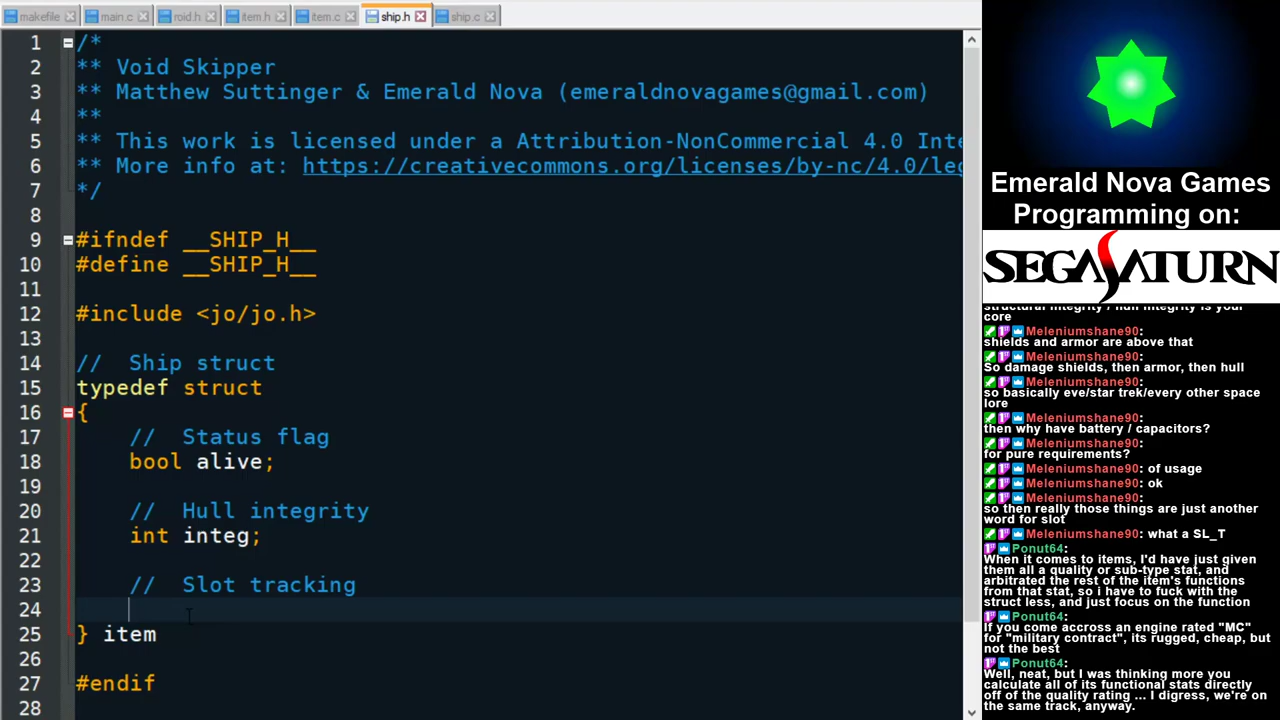 makefile main.c roid.h item.h item.c ship.h ship.c
1 /*
2 ** Void Skipper
3 ** Matthew Suttinger & Emerald Nova (emeraldnovagames@gmail.com)
4 **
5 ** This work is licensed under a Attribution-NonCommercial 4.0 Inte
6 ** More info at: https://creativecommons.org/licenses/by-nc/4.0/leg
7 */
8
9 #ifndef __SHIP_H__
10 #define __SHIP_H__
11
12 #include <jo/jo.h>
13
14 // Ship struct
15 typedef struct
16 {
17 // Status flag
18 bool alive;
19
20 // Hull integrity
21 int integ;
22
23 // Slot tracking
24
25 } item
26
27 #endif
28
Emerald Nova Games
Programming on:
SEGA SATURN
structural integrity / hull integrity is your
core
Meleniumshane90:
shields and armor are above that
Meleniumshane90:
So damage shields, then armor, then hull
Meleniumshane90:
so basically eve/star trek/every other space
lore
Meleniumshane90:
then why have battery / capacitors?
Meleniumshane90:
for pure requirements?
Meleniumshane90: of usage
Meleniumshane90: ok
Meleniumshane90:
so then really those things are just another
word for slot
Meleniumshane90: what a SL_T
Ponut64:
When it comes to items, I'd have just given
them all a quality or sub-type stat, and
arbitrated the rest of the item's functions
from that stat, so i have to fuck with the
struct less, and just focus on the function
Ponut64:
If you come accross an engine rated "MC"
for "military contract", its rugged, cheap, but
not the best
Ponut64:
Well, neat, but I was thinking more you
calculate all of its functional stats directly
off of the quality rating ... I digress, we're on
the same track, anyway.